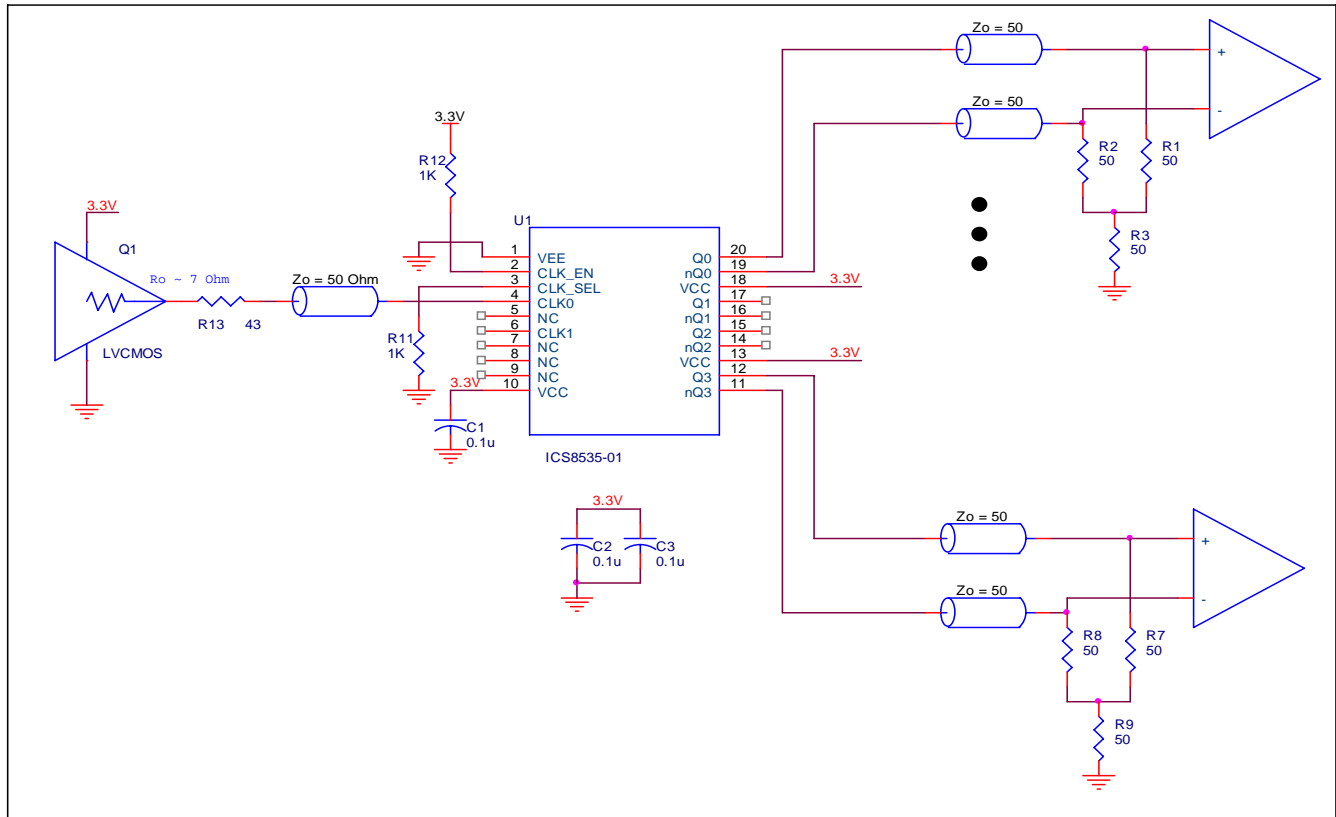 Zo = 50
+
-
Zo = 50
R2
50
R1
50
R3
50
3.3V
R12
1K
3.3V
Q1
Ro ~ 7 Ohm
R13 43
LVCMOS
Zo = 50 Ohm
R11
1K
U1
1 VEE
2 CLK_EN
3 CLK_SEL
4 CLK0
5 NC
6 CLK1
7 NC
8 NC
9 NC
10 VCC
20 Q0
19 nQ0
18 VCC
17 Q1
16 nQ1
15 Q2
14 nQ2
13 VCC
12 Q3
11 nQ3
3.3V
3.3V
3.3V
C1
0.1u
ICS8535-01
3.3V
C2
0.1u
C3
0.1u
Zo = 50
+
-
Zo = 50
R8
50
R7
50
R9
50